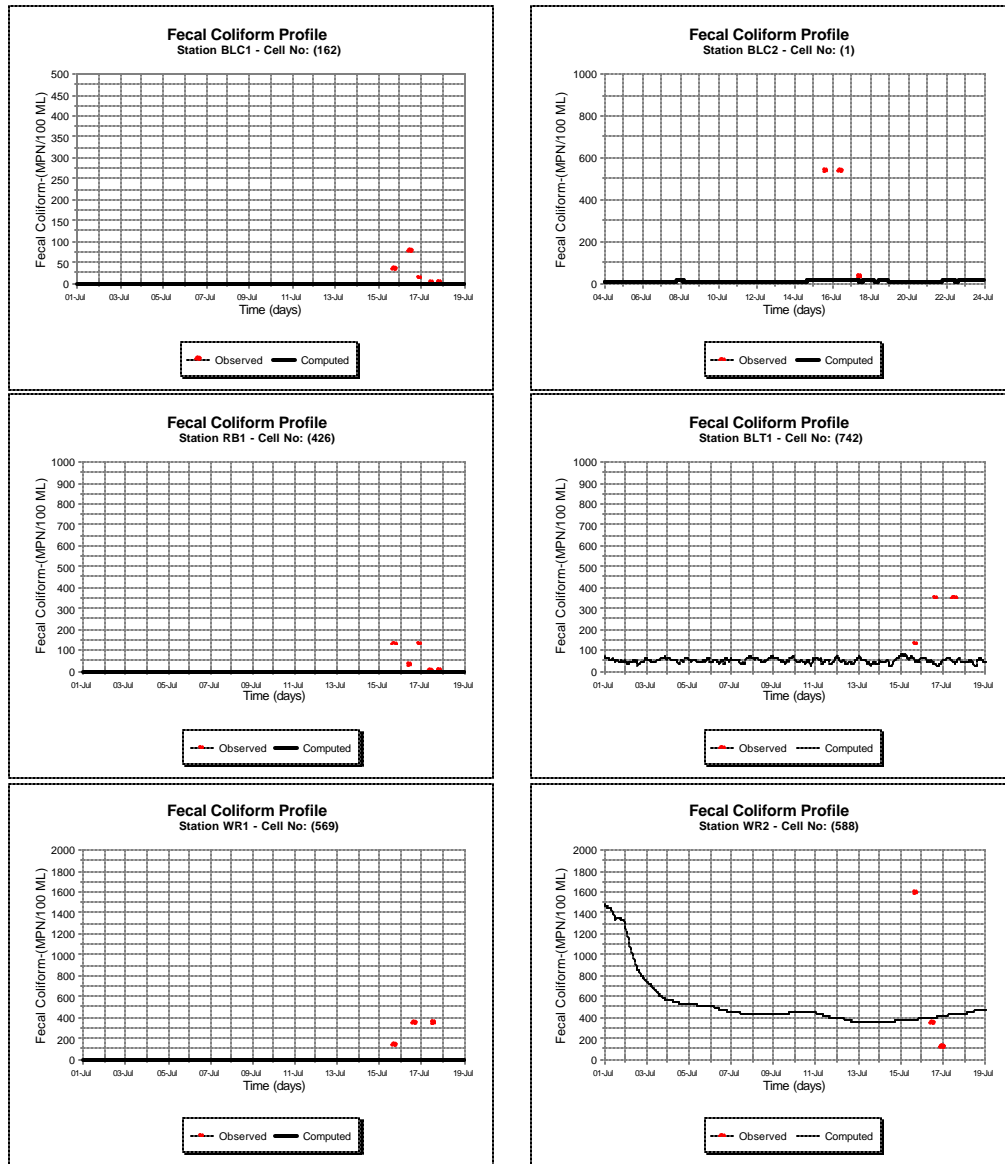 Fecal Coliform Profile
Station BLC1 - Cell No: (162)
Fecal Coliform-(MPN/100 ML)
500
450
400
350
300
250
200
150
100
50
0
01-Jul 03-Jul 05-Jul 07-Jul 09-Jul 11-Jul 13-Jul 15-Jul 17-Jul 19-Jul
Time (days)
Observed Computed
Fecal Coliform Profile
Station BLC2 - Cell No: (1)
Fecal Coliform-(MPN/100 ML)
1000
800
600
400
200
0
04-Jul 06-Jul 08-Jul 10-Jul 12-Jul 14-Jul 16-Jul 18-Jul 20-Jul 22-Jul 24-Jul
Time (days)
Observed Computed
Fecal Coliform Profile
Station RB1 - Cell No: (426)
Fecal Coliform-(MPN/100 ML)
1000
900
800
700
600
500
400
300
200
100
0
01-Jul 03-Jul 05-Jul 07-Jul 09-Jul 11-Jul 13-Jul 15-Jul 17-Jul 19-Jul
Time (days)
Observed Computed
Fecal Coliform Profile
Station BLT1 - Cell No: (742)
Fecal Coliform-(MPN/100 ML)
1000
900
800
700
600
500
400
300
200
100
0
01-Jul 03-Jul 05-Jul 07-Jul 09-Jul 11-Jul 13-Jul 15-Jul 17-Jul 19-Jul
Time (days)
Observed Computed
Fecal Coliform Profile
Station WR1 - Cell No: (569)
Fecal Coliform-(MPN/100 ML)
2000
1800
1600
1400
1200
1000
800
600
400
200
0
01-Jul 03-Jul 05-Jul 07-Jul 09-Jul 11-Jul 13-Jul 15-Jul 17-Jul 19-Jul
Time (days)
Observed Computed
Fecal Coliform Profile
Station WR2 - Cell No: (588)
Fecal Coliform-(MPN/100 ML)
2000
1800
1600
1400
1200
1000
800
600
400
200
0
01-Jul 03-Jul 05-Jul 07-Jul 09-Jul 11-Jul 13-Jul 15-Jul 17-Jul 19-Jul
Time (days)
Observed Computed